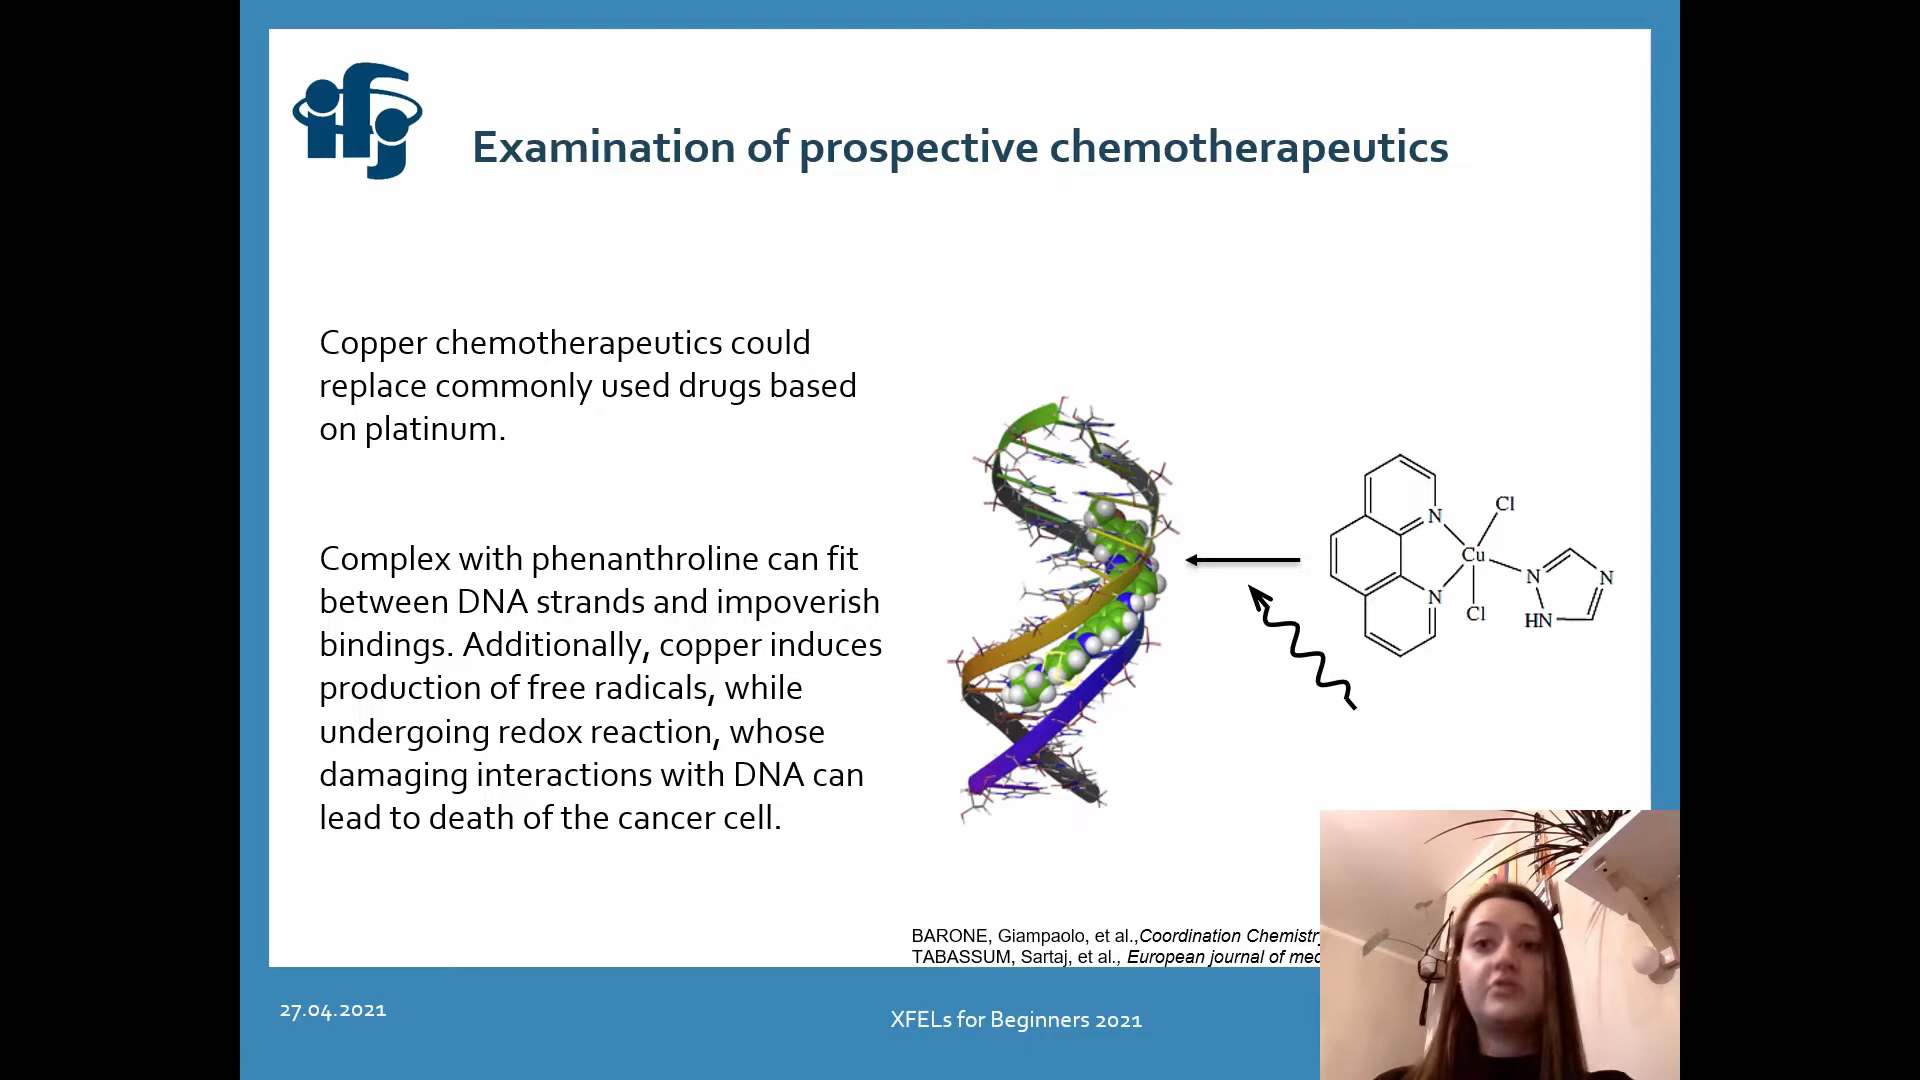 ifj
Examination of prospective chemotherapeutics
Copper chemotherapeutics could
replace commonly used drugs based
on platinum.
Complex with phenanthroline can fit
between DNA strands and impoverish
bindings. Additionally, copper induces
production of free radicals, while
undergoing redox reaction, whose
damaging interactions with DNA can
lead to death of the cancer cell.
N
Cl
Cu
N
N
N
Cl
HN
BARONE, Giampaolo, et al.,Coordination Chemistry
TABASSUM, Sartaj, et al., European journal of med
27.04.2021
XFELs for Beginners 2021